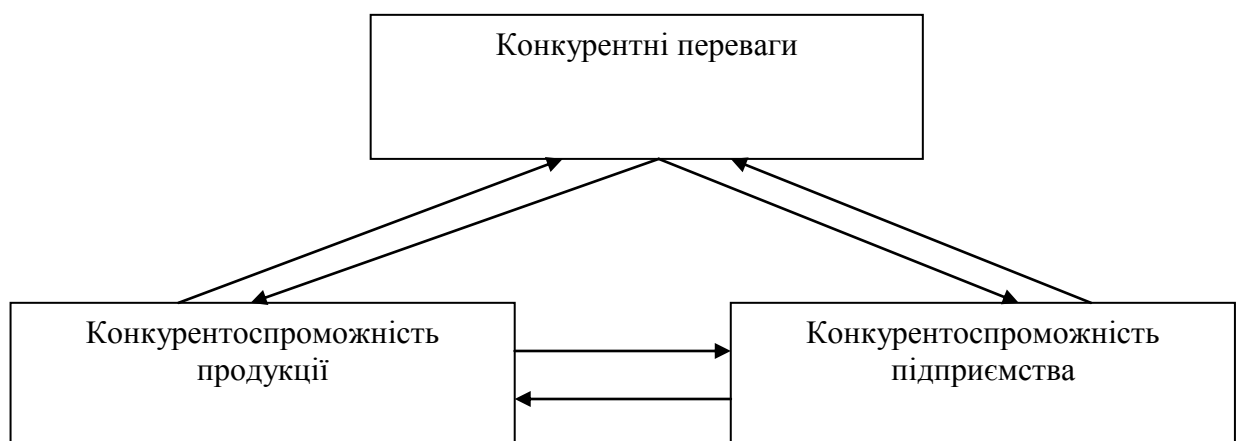 Конкурентні переваги
Конкурентоспроможність
продукції
Конкурентоспроможність
підприємства